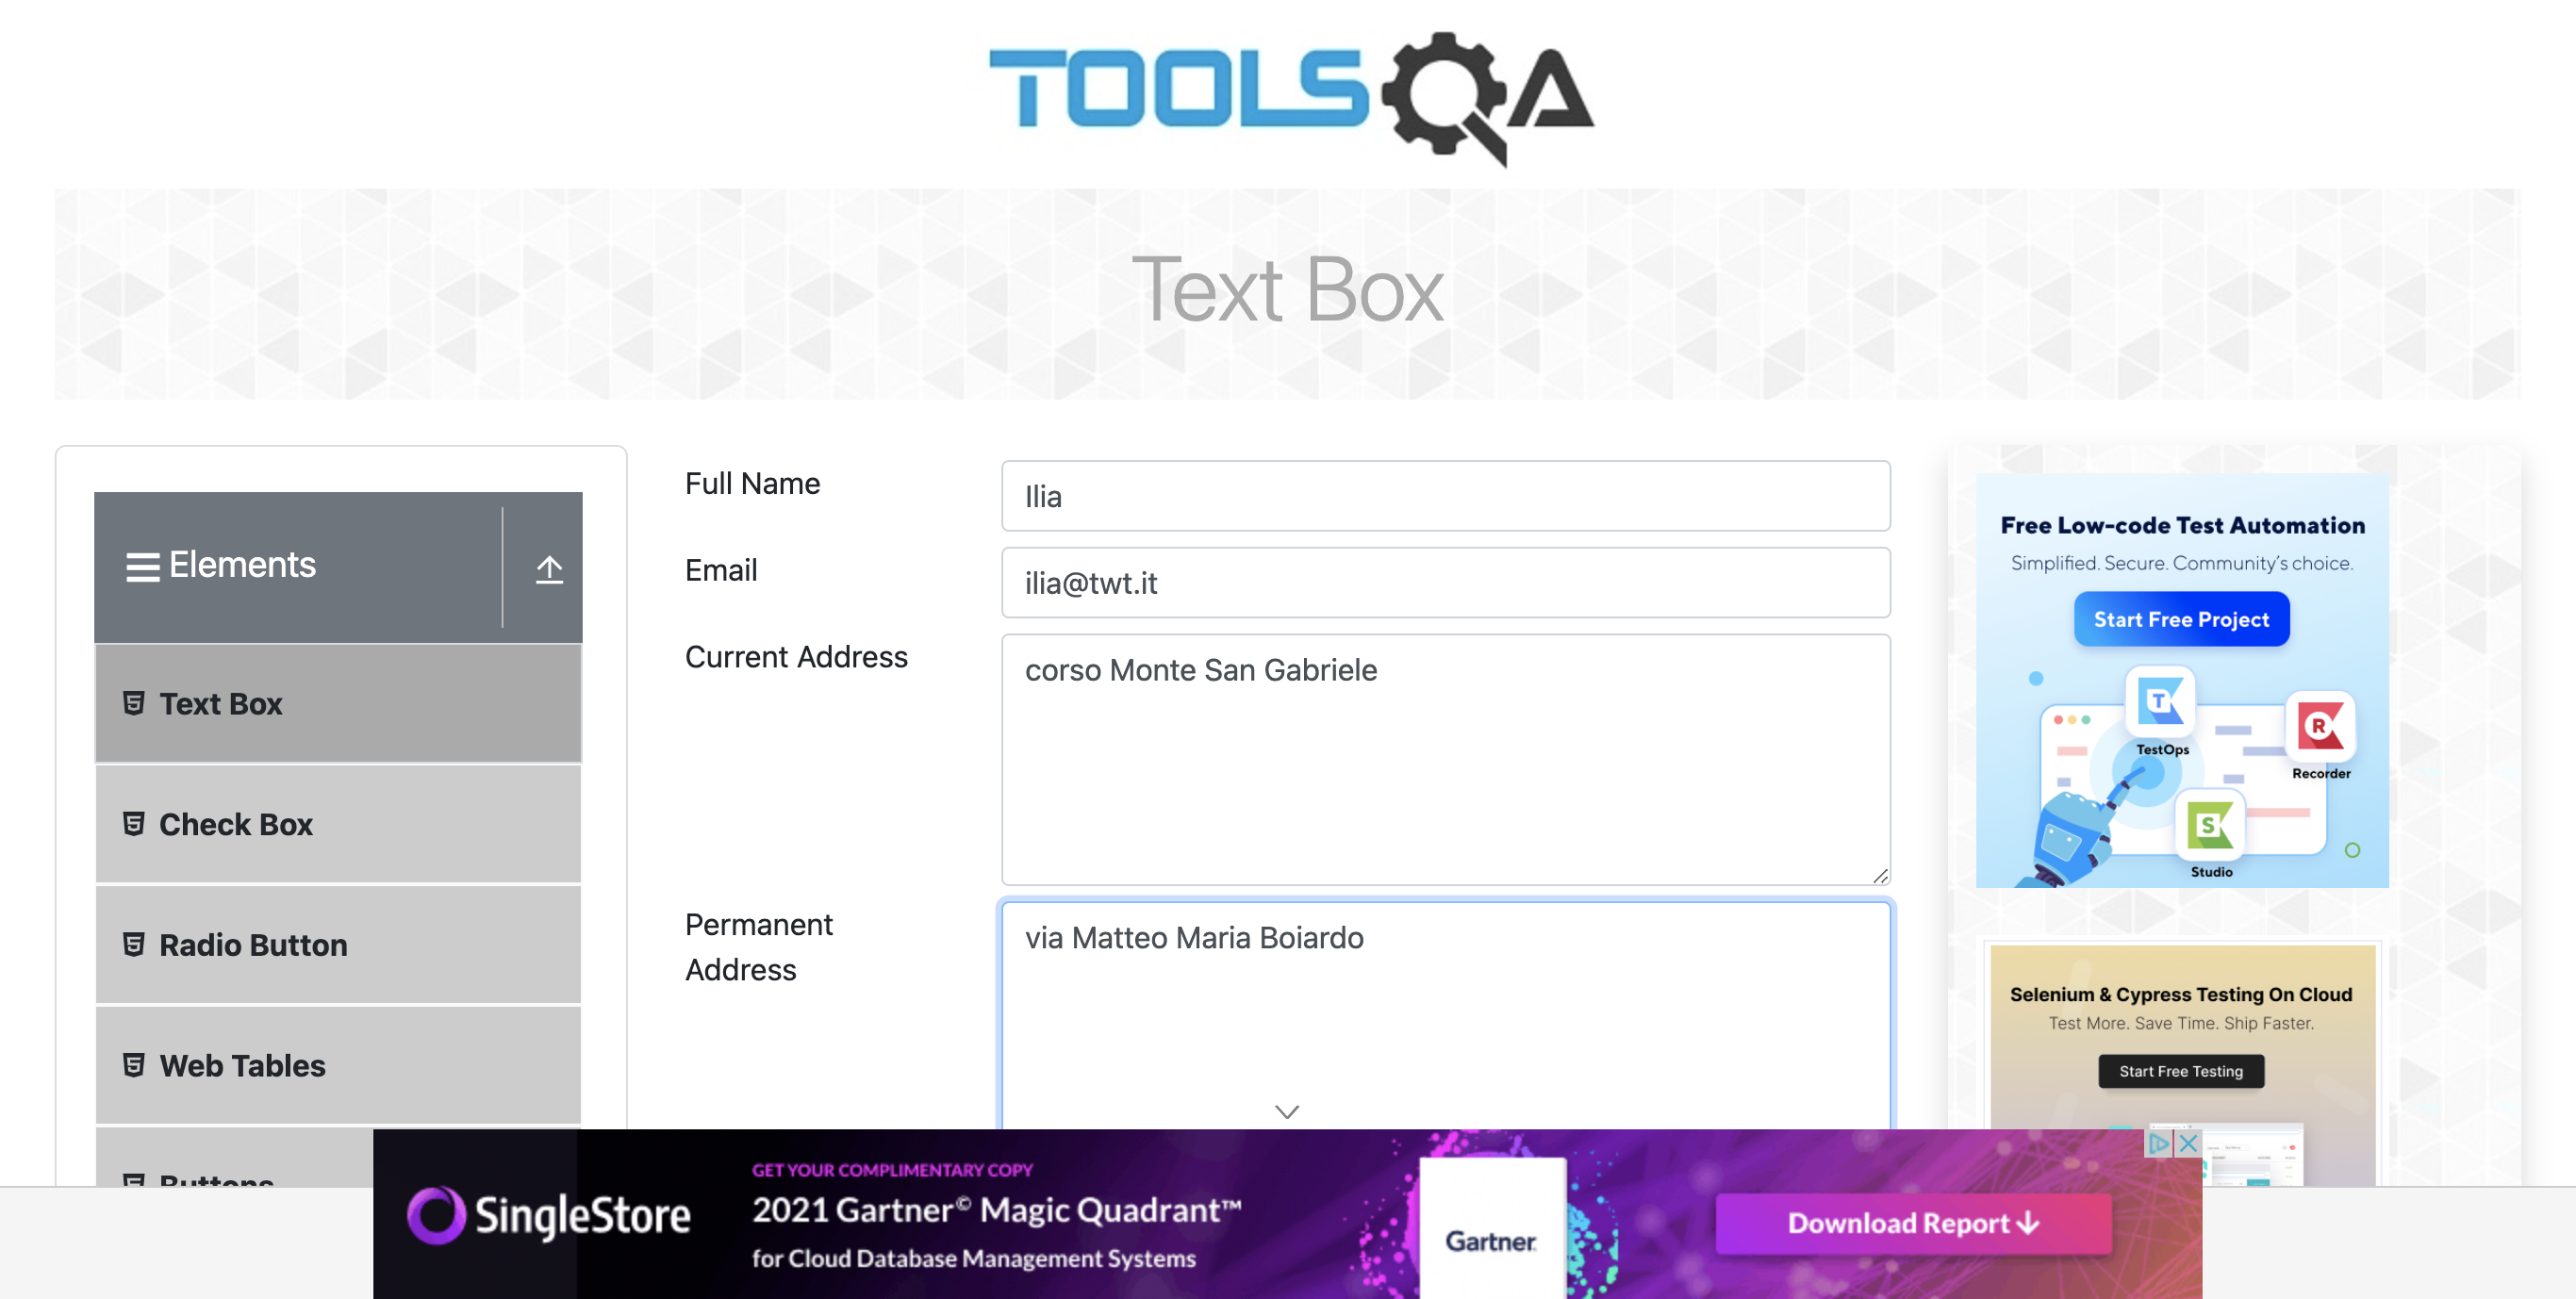 TOOLSQA
Text Box
Elements
Text Box
Check Box
Radio Button
Web Tables
Buttons
Full Name
Ilia
Email
ilia@twt.it
Current Address
corso Monte San Gabriele
Permanent
Address
via Matteo Maria Boiardo
Free Low-code Test Automation
Simplified. Secure. Community's choice.
Start Free Project
T
TestOps
R
Recorder
S
Studio
Selenium & Cypress Testing On Cloud
Test More. Save Time. Ship Faster.
Start Free Testing
SingleStore
GET YOUR COMPLIMENTARY COPY
2021 Gartner© Magic Quadrant™
for Cloud Database Management Systems
Gartner
Download Report